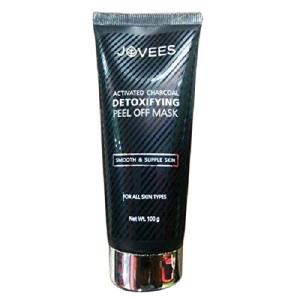 JOVEES
ACTIVATED CHARCOAL
DETOXIFYING
PEEL OFF MASK
SMOOTH & SUPPLE SKIN
FOR ALL SKIN TYPES
Net Wt. 100 g